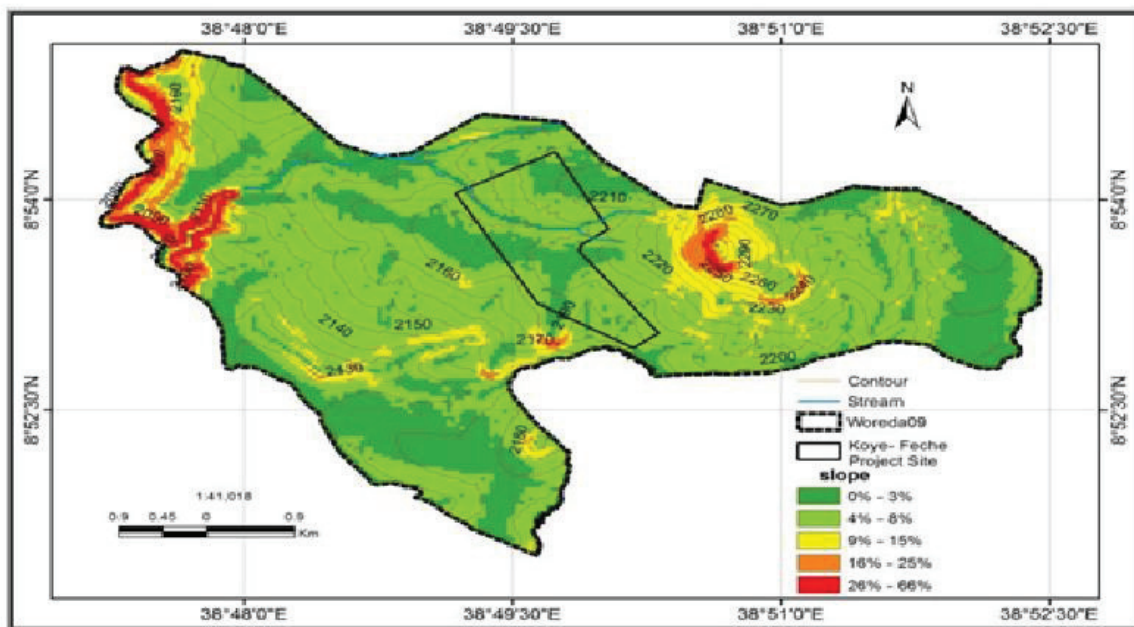 38°48'0"E 38°49'30"E 38°51'0"E 38°52'30"E
N
2160
8°54'0"N 8°54'0"N
2210
2260 2270
2220
2290
2160
2260
2240
2230
2140 2150
2170
2130
2200
8°52'30"N 8°52'30"N
2150
Contour
Stream
Woreda09
Koye- Feche
Project Site
slope
0% - 3%
4% - 8%
9% - 15%
16% - 25%
26% - 66%
1:41,018
0.9 0.45 0 0.9
Km
38°48'0"E 38°49'30"E 38°51'0"E 38°52'30"E